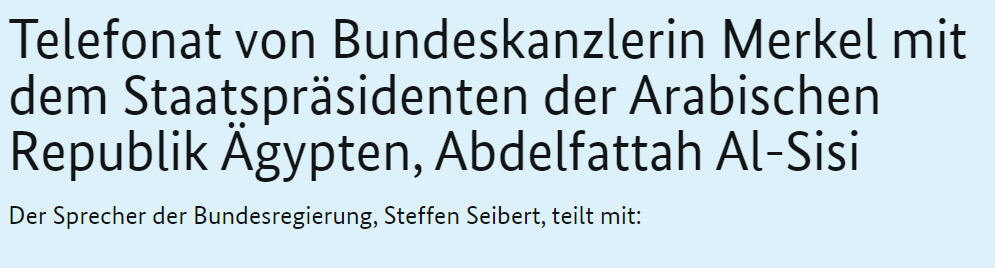 Telefonat von Bundeskanzlerin Merkel mit
dem Staatspräsidenten der Arabischen
Republik Ägypten, Abdelfattah Al-Sisi
Der Sprecher der Bundesregierung, Steffen Seibert, teilt mit: